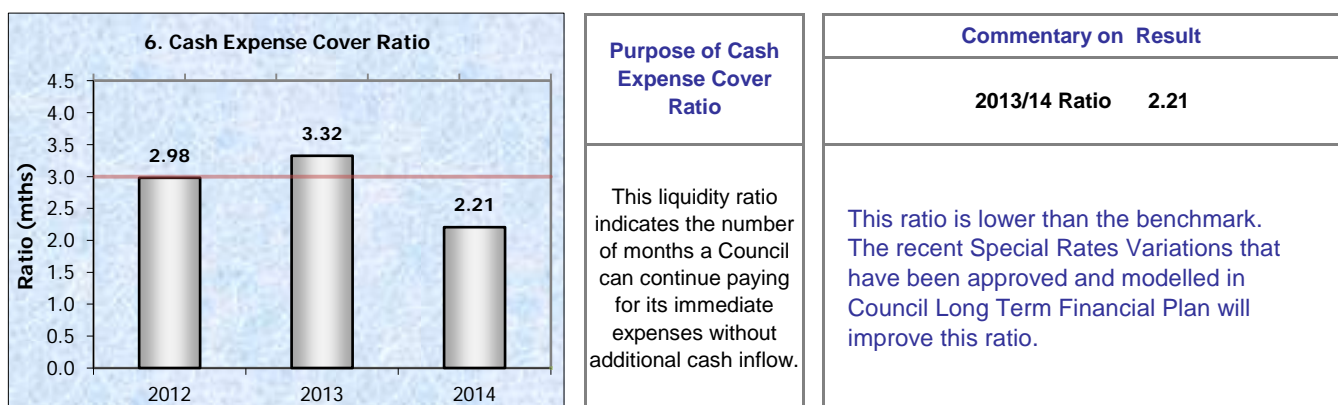 6. Cash Expense Cover Ratio
Ratio (mths)
4.5
4.0
3.5
3.0
2.5
2.0
1.5
1.0
0.5
0.0
2.98
3.32
2.21
2012
2013
2014
Purpose of Cash
Expense Cover
Ratio
This liquidity ratio
indicates the number
of months a Council
can continue paying
for its immediate
expenses without
additional cash inflow.
Commentary on Result
2013/14 Ratio 2.21
This ratio is lower than the benchmark.
The recent Special Rates Variations that
have been approved and modelled in
Council Long Term Financial Plan will
improve this ratio.